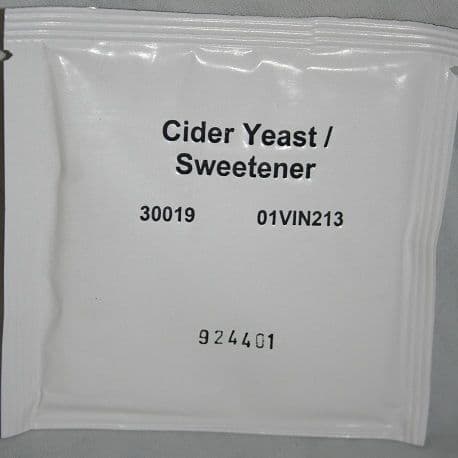 Cider Yeast /
Sweetener
30019 01VIN213
924401